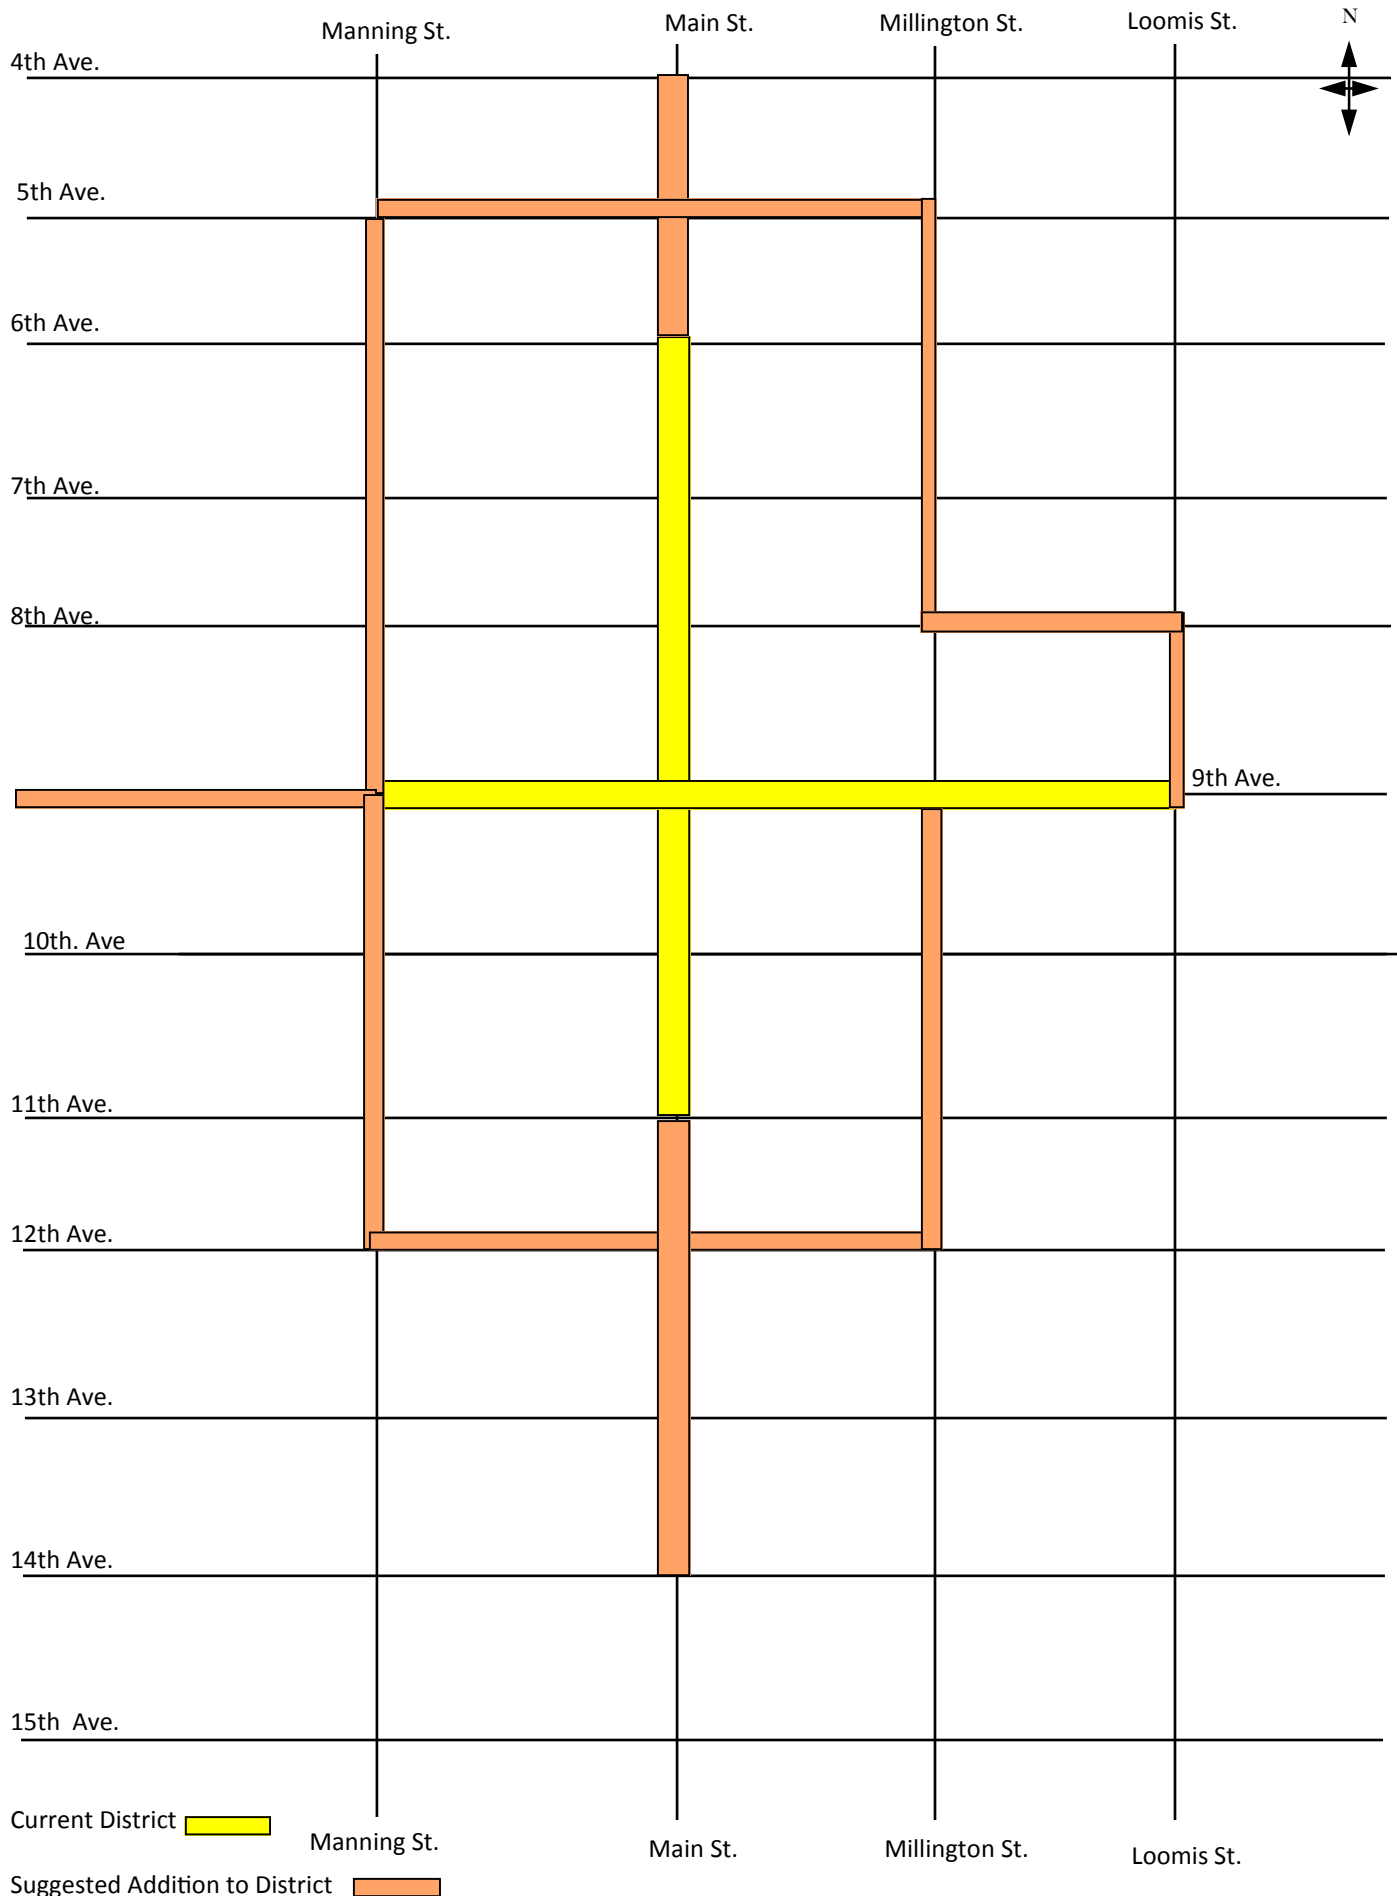 Manning St.
Main St.
Millington St.
Loomis St.
N
4th Ave.
5th Ave.
6th Ave.
7th Ave.
8th Ave.
9th Ave.
10th. Ave
11th Ave.
12th Ave.
13th Ave.
14th Ave.
15th  Ave.
Current District
Manning St.
Main St.
Millington St.
Loomis St.
Suggested Addition to District